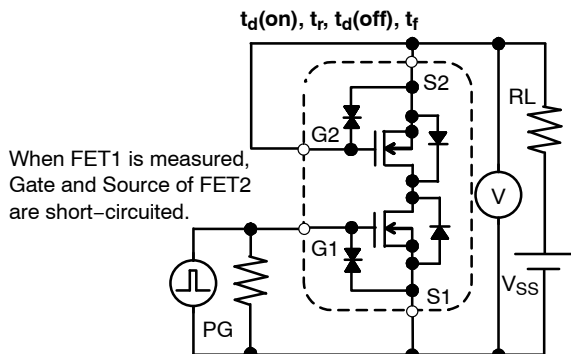 td(on), tr, td(off), tf
S2
RL
G2
When FET1 is measured,
Gate and Source of FET2
are short−circuited.
V
G1
VSS
S1
PG